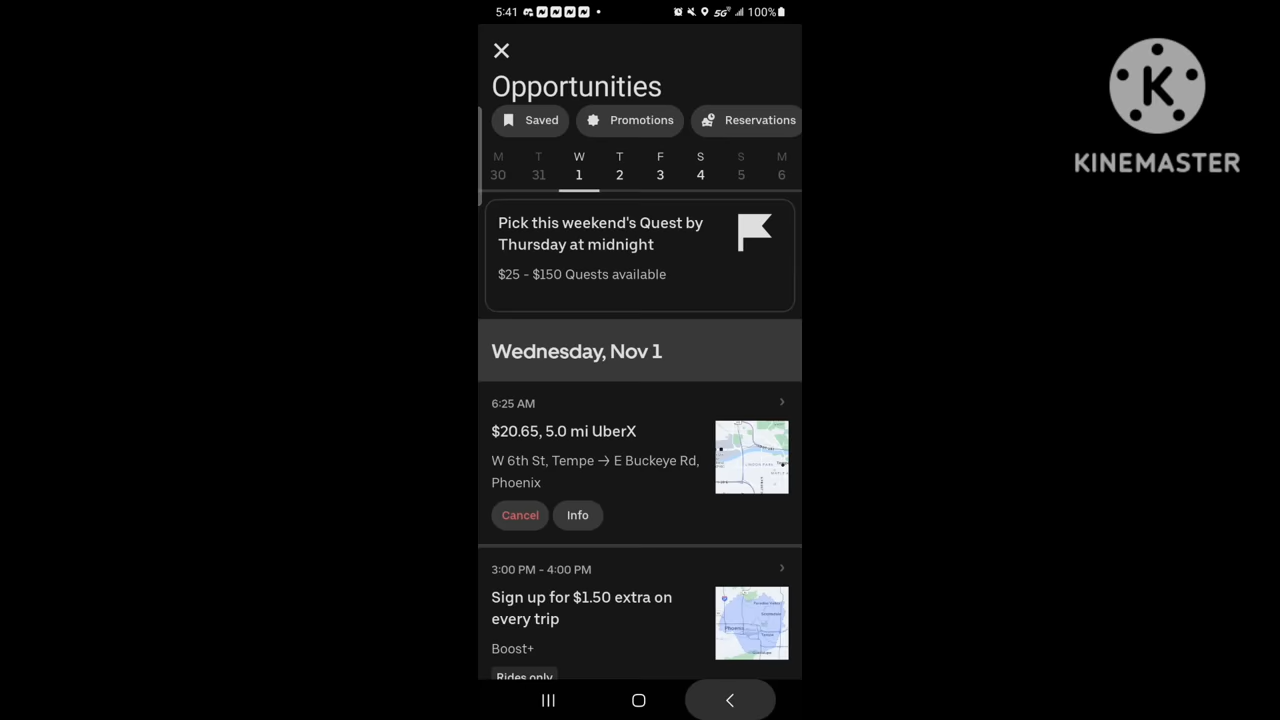 5:41
5G
100%
Opportunities
Saved
Promotions
Reservations
M T W T F S S M
30 31 1 2 3 4 5 6
Pick this weekend's Quest by
Thursday at midnight
$25 - $150 Quests available
Wednesday, Nov 1
6:25 AM
$20.65, 5.0 mi UberX
W 6th St, Tempe → E Buckeye Rd,
Phoenix
Cancel
Info
3:00 PM - 4:00 PM
Sign up for $1.50 extra on
every trip
Boost+
Phoenix
Tempe
Rides only
K
KINEMASTER